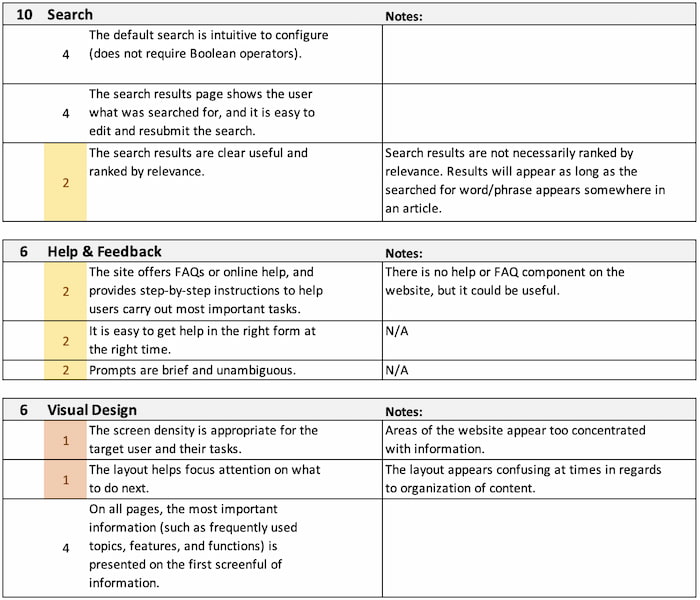 10 Search Notes:
4 The default search is intuitive to configure
(does not require Boolean operators).
4 The search results page shows the user
what was searched for, and it is easy to
edit and resubmit the search.
2 The search results are clear useful and
ranked by relevance.
Search results are not necessarily ranked by
relevance. Results will appear as long as the
searched for word/phrase appears somewhere in
an article.
6 Help & Feedback Notes:
2 The site offers FAQs or online help, and
provides step-by-step instructions to help
users carry out most important tasks.
There is no help or FAQ component on the
website, but it could be useful.
2 It is easy to get help in the right form at
the right time.
N/A
2 Prompts are brief and unambiguous.
N/A
6 Visual Design Notes:
1 The screen density is appropriate for the
target user and their tasks.
Areas of the website appear too concentrated
with information.
1 The layout helps focus attention on what
to do next.
The layout appears confusing at times in regards
to organization of content.
4 On all pages, the most important
information (such as frequently used
topics, features, and functions) is
presented on the first screenful of
information.